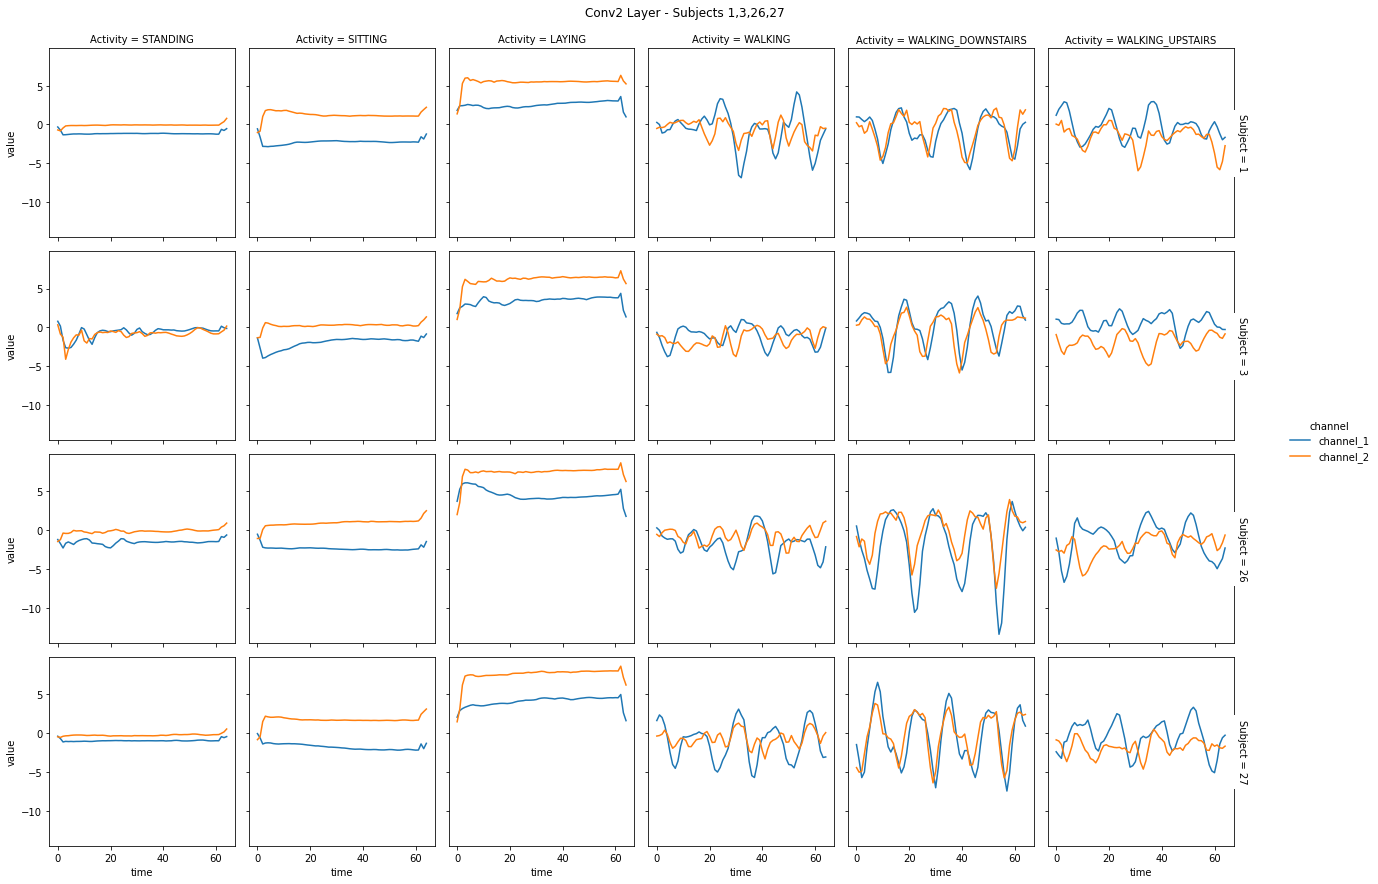 Conv2 Layer - Subjects 1,3,26,27
Activity = STANDING
Activity = SITTING
Activity = LAYING
Activity = WALKING
Activity = WALKING_DOWNSTAIRS
Activity = WALKING_UPSTAIRS
value
5
0
−5
−10
Subject = 1
value
5
0
−5
−10
Subject = 3
channel
channel_1
channel_2
value
5
0
−5
−10
Subject = 26
value
5
0
−5
−10
Subject = 27
0 20 40 60
0 20 40 60
0 20 40 60
0 20 40 60
0 20 40 60
0 20 40 60
time
time
time
time
time
time